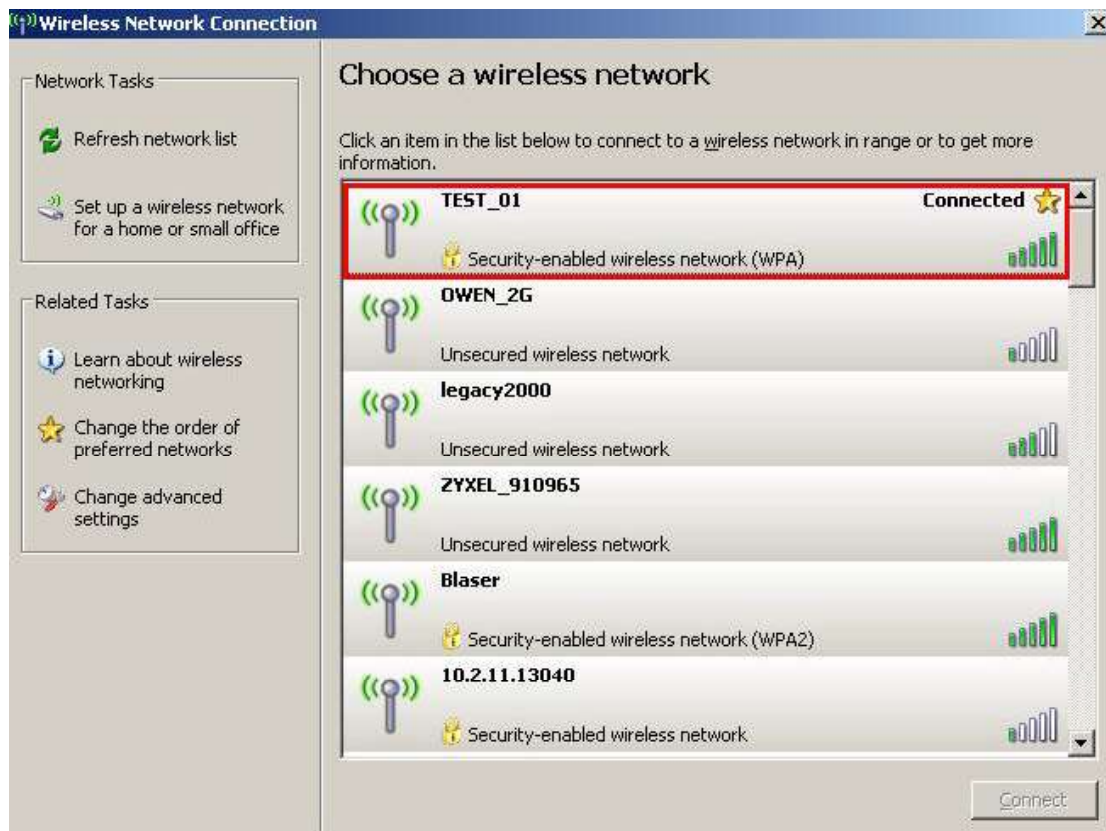 Wireless Network Connection
Network Tasks
Refresh network list
Set up a wireless network
for a home or small office
Related Tasks
Learn about wireless
networking
Change the order of
preferred networks
Change advanced
settings
Choose a wireless network
Click an item in the list below to connect to a wireless network in range or to get more
information.
TEST_01
Connected
Security-enabled wireless network (WPA)
OWEN_2G
Unsecured wireless network
legacy2000
Unsecured wireless network
ZYXEL_910965
Unsecured wireless network
Blaser
Security-enabled wireless network (WPA2)
10.2.11.13040
Security-enabled wireless network
Connect